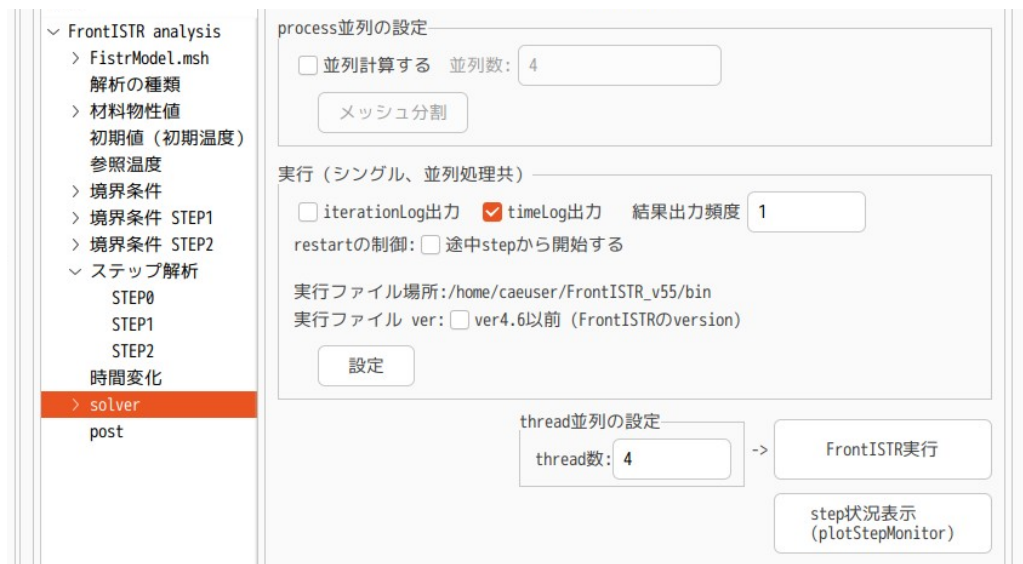 FrontISTR analysis
FistrModel.msh
解析の種類
材料物性値
初期値（初期温度）
参照温度
境界条件
境界条件 STEP1
境界条件 STEP2
ステップ解析
STEP0
STEP1
STEP2
時間変化
solver
post
process並列の設定
並列計算する 並列数: 4
メッシュ分割
実行（シングル、並列処理共）
iterationLog出力 timeLog出力 結果出力頻度 1
restartの制御: 途中stepから開始する
実行ファイル場所:/home/caeuser/FrontISTR_v55/bin
実行ファイル ver: ver4.6以前（FrontISTRのversion）
設定
thread並列の設定
thread数: 4 -> FrontISTR実行
step状況表示
(plotStepMonitor)